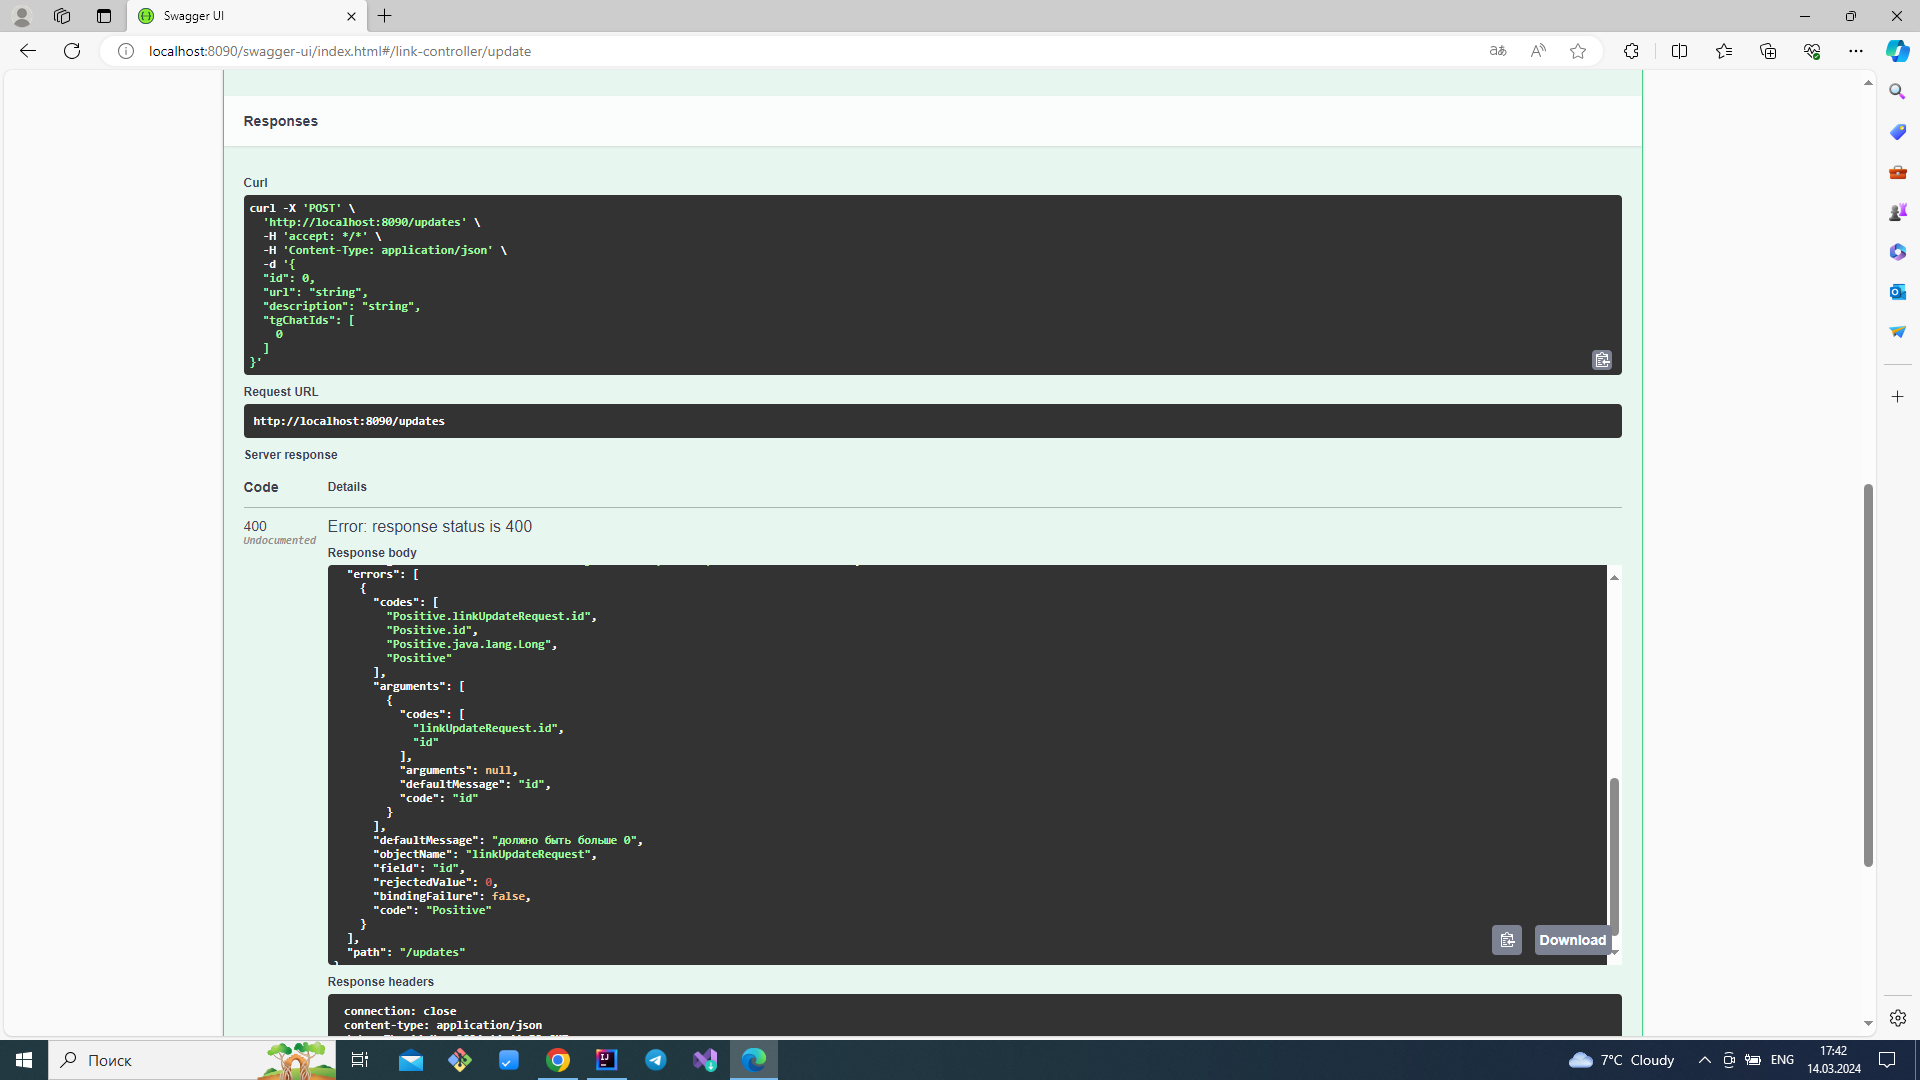 Swagger UI
localhost:8090/swagger-ui/index.html#/link-controller/update
Responses
Curl
curl -X 'POST' \
'http://localhost:8090/updates' \
-H 'accept: */*' \
-H 'Content-Type: application/json' \
-d '{
"id": 0,
"url": "string",
"description": "string",
"tgChatIds": [
0
]
}'
Request URL
http://localhost:8090/updates
Server response
Code Details
400 Error: response status is 400
Undocumented
Response body
"errors": [
{
"codes": [
"Positive.linkUpdateRequest.id",
"Positive.id",
"Positive.java.lang.Long",
"Positive"
],
"arguments": [
{
"codes": [
"linkUpdateRequest.id",
"id"
],
"arguments": null,
"defaultMessage": "id",
"code": "id"
}
],
"defaultMessage": "должно быть больше 0",
"objectName": "linkUpdateRequest",
"field": "id",
"rejectedValue": 0,
"bindingFailure": false,
"code": "Positive"
}
],
"path": "/updates"
Download
Response headers
connection: close
content-type: application/json
Поиск
7°C Cloudy
ENG
17:42
14.03.2024